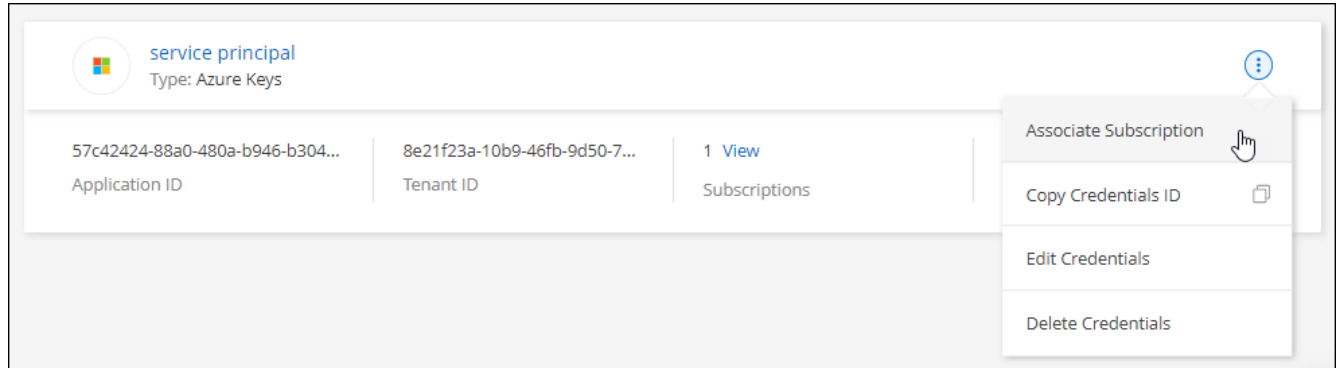 service principal
Type: Azure Keys
57c42424-88a0-480a-b946-b304...
Application ID
8e21f23a-10b9-46fb-9d50-7...
Tenant ID
1 View
Subscriptions
Associate Subscription
Copy Credentials ID
Edit Credentials
Delete Credentials